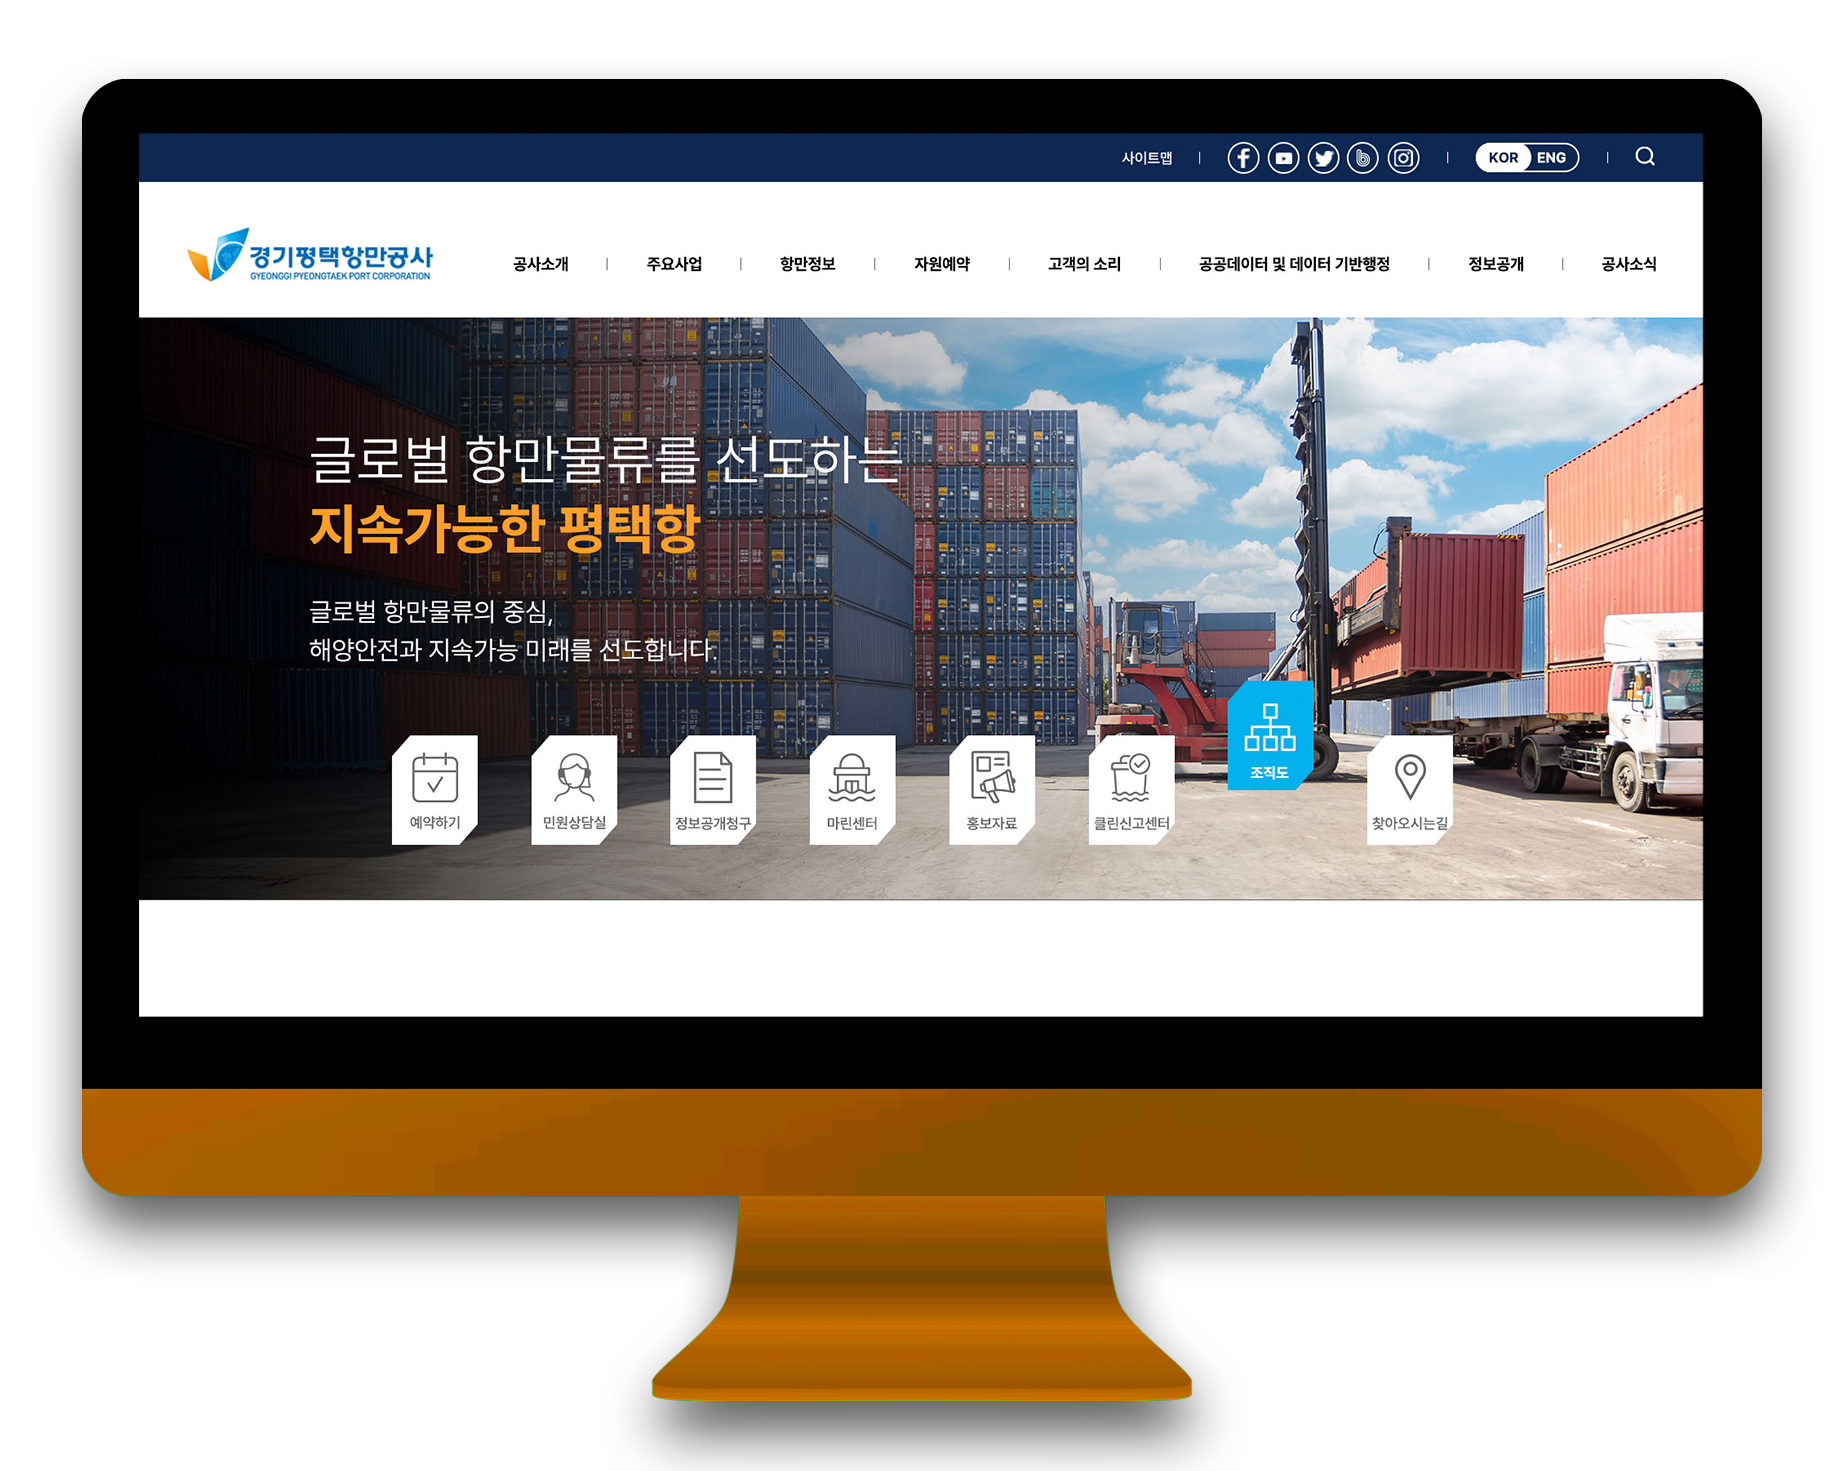 사이트맵
KOR ENG
경기평택항만공사
GYEONGGI PYEONGTAEK PORT CORPORATION
공사소개 주요사업 항만정보 자원예약 고객의 소리 공공데이터 및 데이터 기반행정 정보공개 공사소식
글로벌 항만물류를 선도하는
지속가능한 평택항
글로벌 항만물류의 중심,
해양안전과 지속가능 미래를 선도합니다.
조직도
예약하기 민원상담실 정보공개청구 마린센터 홍보자료 클린신고센터 찾아오시는길